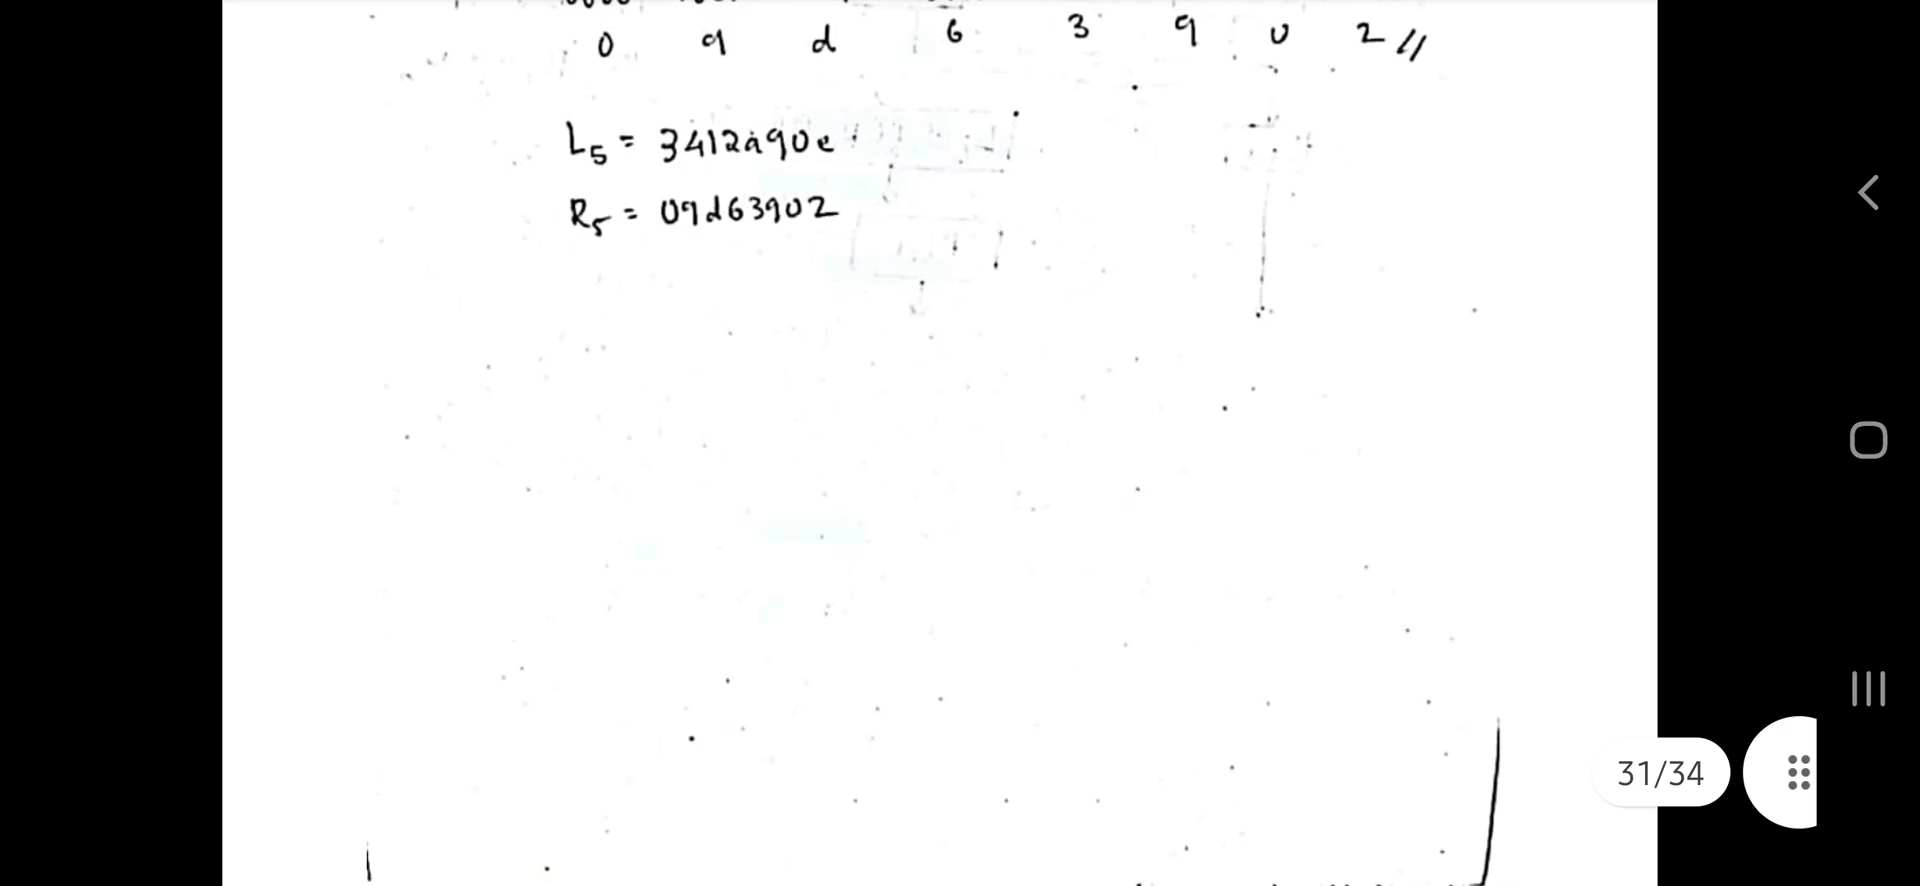 0 9 d 6 3 9 0 2 //
L5 = 3412a90e
R5 = 09d63902
31/34